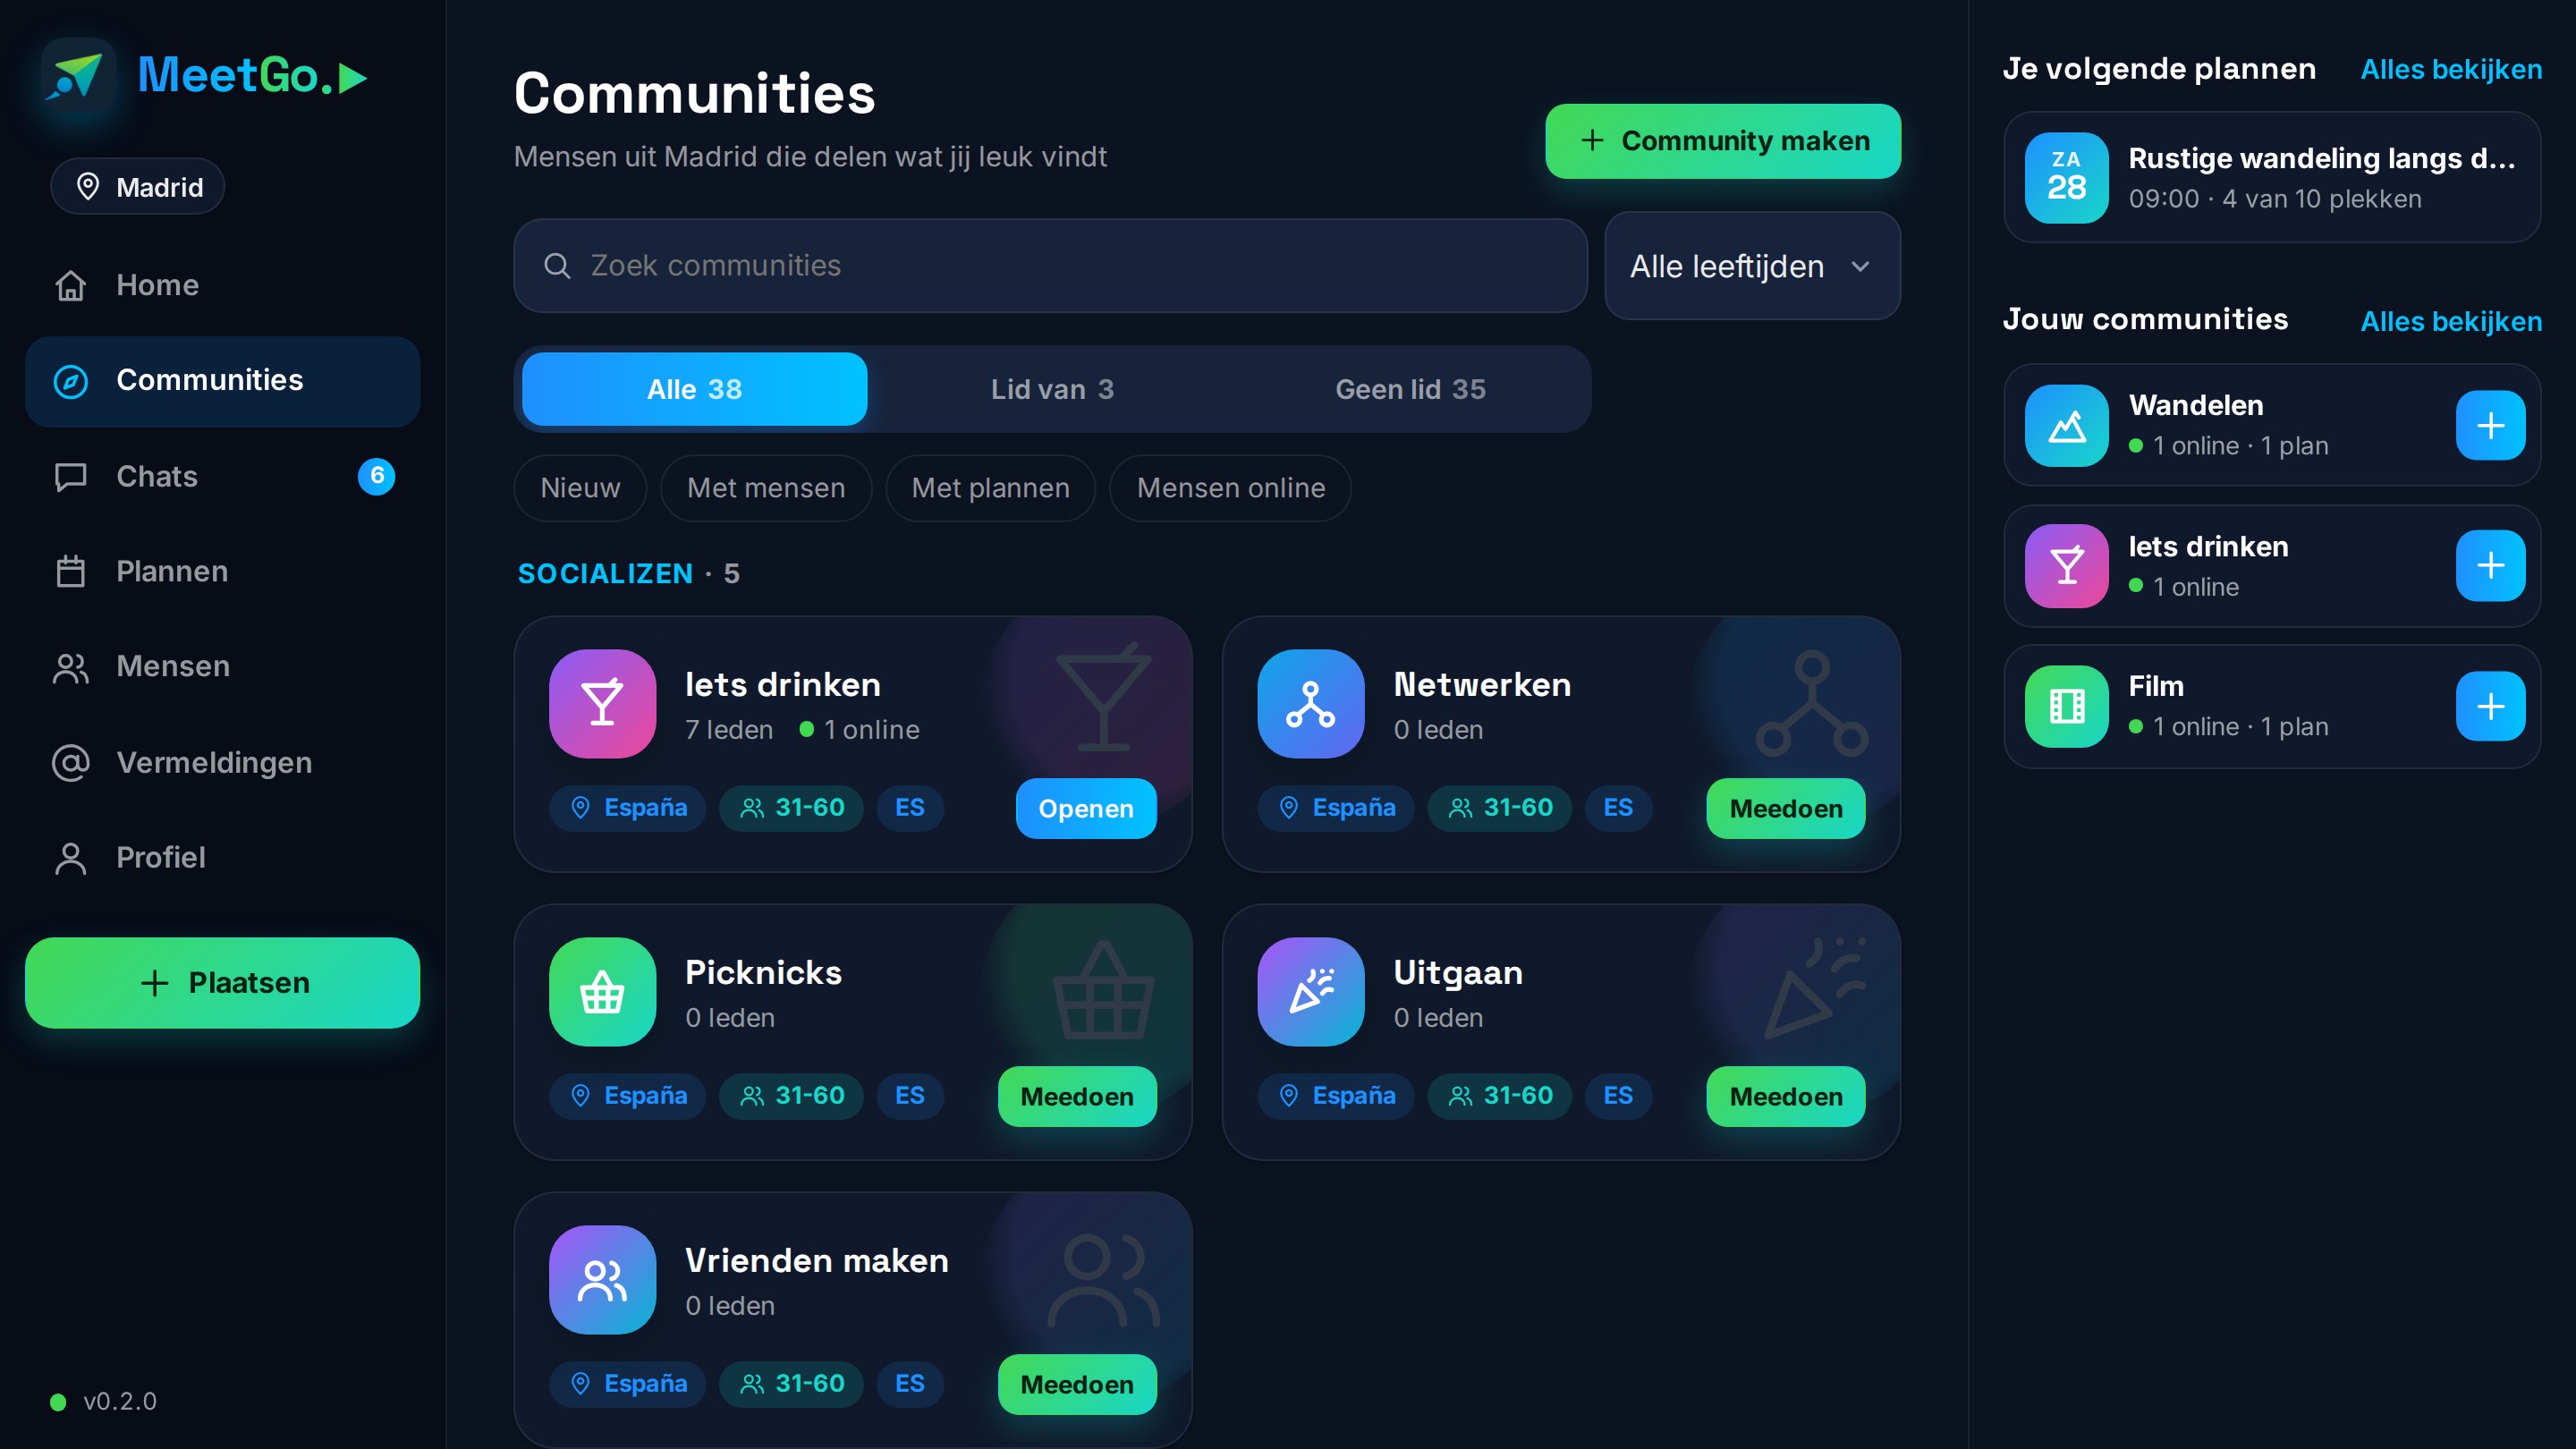 MeetGo.
Madrid
Home
Communities
Chats 6
Plannen
Mensen
Vermeldingen
Profiel
Plaatsen
v0.2.0
Communities
Mensen uit Madrid die delen wat jij leuk vindt
Community maken
Zoek communities
Alle leeftijden
Alle 38
Lid van 3
Geen lid 35
Nieuw
Met mensen
Met plannen
Mensen online
SOCIALIZEN · 5
Iets drinken
7 leden 1 online
España 31-60 ES
Openen
Netwerken
0 leden
España 31-60 ES
Meedoen
Picknicks
0 leden
España 31-60 ES
Meedoen
Uitgaan
0 leden
España 31-60 ES
Meedoen
Vrienden maken
0 leden
España 31-60 ES
Meedoen
Je volgende plannen
Alles bekijken
ZA
28
Rustige wandeling langs d...
09:00 · 4 van 10 plekken
Jouw communities
Alles bekijken
Wandelen
1 online · 1 plan
Iets drinken
1 online
Film
1 online · 1 plan